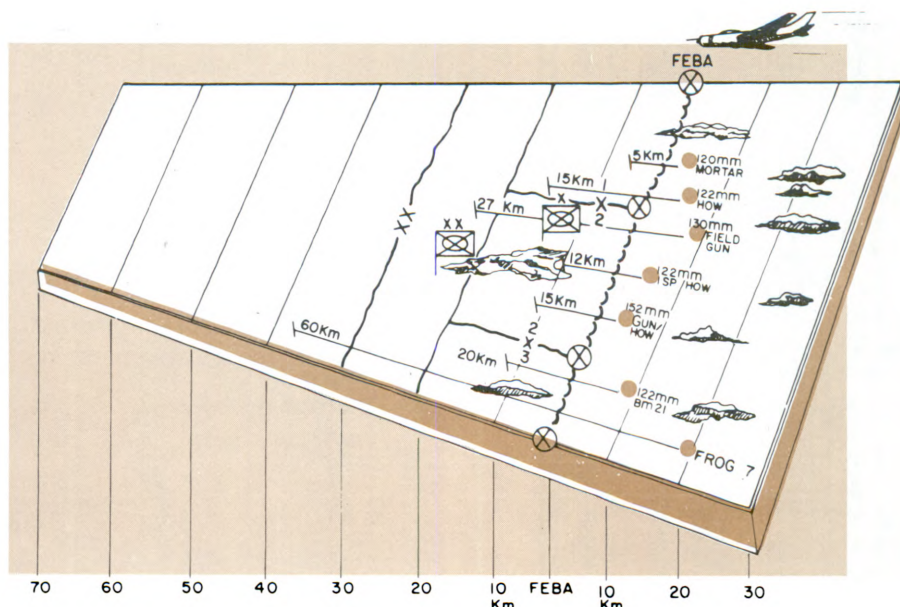 FEBA
5Km
120mm
MORTAR
15Km
122mm
HOW
1
X
2
27 Km
X
130mm
FIELD
GUN
XX
XX
12Km
122mm
SP HOW
15Km
152mm
GUN/
HOW
2
X
3
60Km
20Km
122mm
Bm21
FROG 7
70 60 50 40 30 20 10 FEBA 10 20 30
Km Km